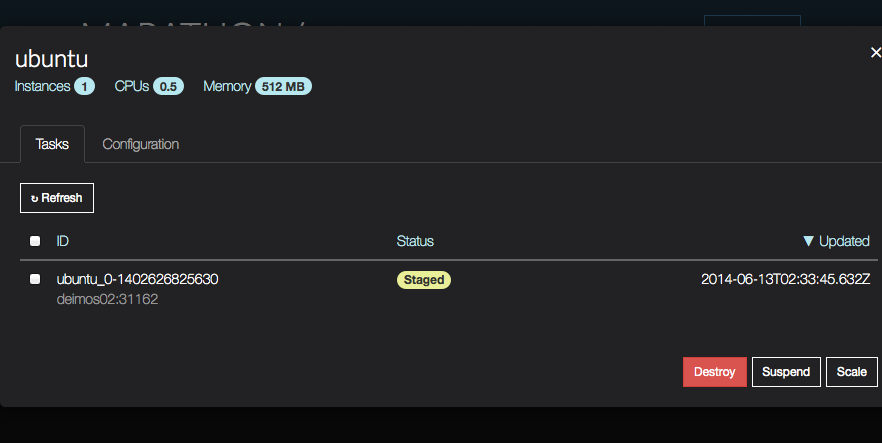 MARATHON /
ubuntu
×
Instances 1 CPUs 0.5 Memory 512 MB
Tasks Configuration
↻ Refresh
ID Status ▼ Updated
ubuntu_0-1402626825630 Staged 2014-06-13T02:33:45.632Z
deimos02:31162
Destroy Suspend Scale